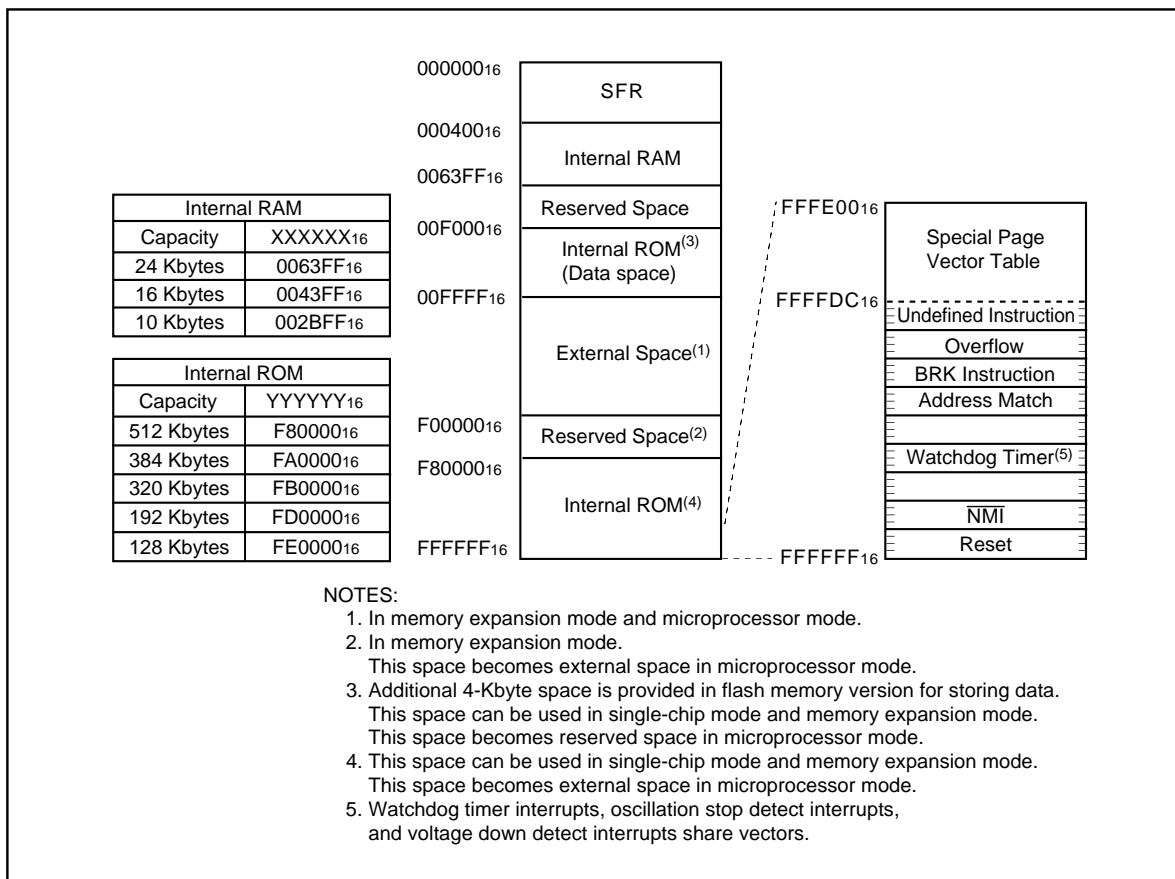 00000016
SFR
00040016
Internal RAM
0063FF16
Reserved Space
00F00016
Internal ROM(3)
(Data space)
00FFFF16
External Space(1)
F0000016
Reserved Space(2)
F8000016
Internal ROM(4)
FFFFFF16
Internal RAM
Capacity XXXXXX16
24 Kbytes 0063FF16
16 Kbytes 0043FF16
10 Kbytes 002BFF16
Internal ROM
Capacity YYYYYY16
512 Kbytes F8000016
384 Kbytes FA000016
320 Kbytes FB000016
192 Kbytes FD000016
128 Kbytes FE000016
FFFE0016
Special Page
Vector Table
FFFFDC16
Undefined Instruction
Overflow
BRK Instruction
Address Match
Watchdog Timer(5)
NMI
Reset
FFFFFF16
NOTES:
1. In memory expansion mode and microprocessor mode.
2. In memory expansion mode.
This space becomes external space in microprocessor mode.
3. Additional 4-Kbyte space is provided in flash memory version for storing data.
This space can be used in single-chip mode and memory expansion mode.
This space becomes reserved space in microprocessor mode.
4. This space can be used in single-chip mode and memory expansion mode.
This space becomes external space in microprocessor mode.
5. Watchdog timer interrupts, oscillation stop detect interrupts,
and voltage down detect interrupts share vectors.